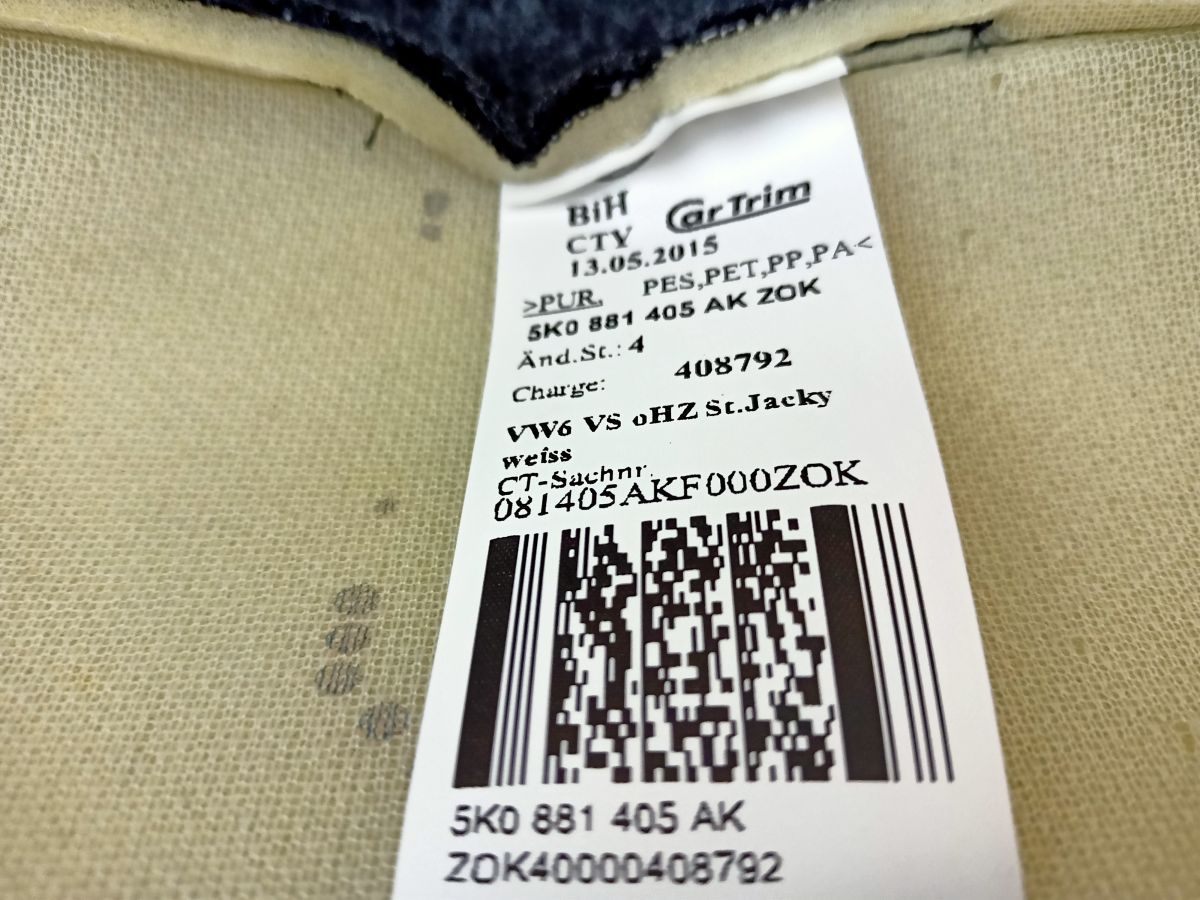 BiH CarTrim
CTY
13.05.2015
>PUR, PES,PET,PP,PA<
5K0 881 405 AK ZOK
Änd.St.: 4
Charge: 408792
VW6 VS oHZ St.Jacky
weiss
CT-Sachnr.
081405AKF000ZOK
5K0 881 405 AK
ZOK40000408792